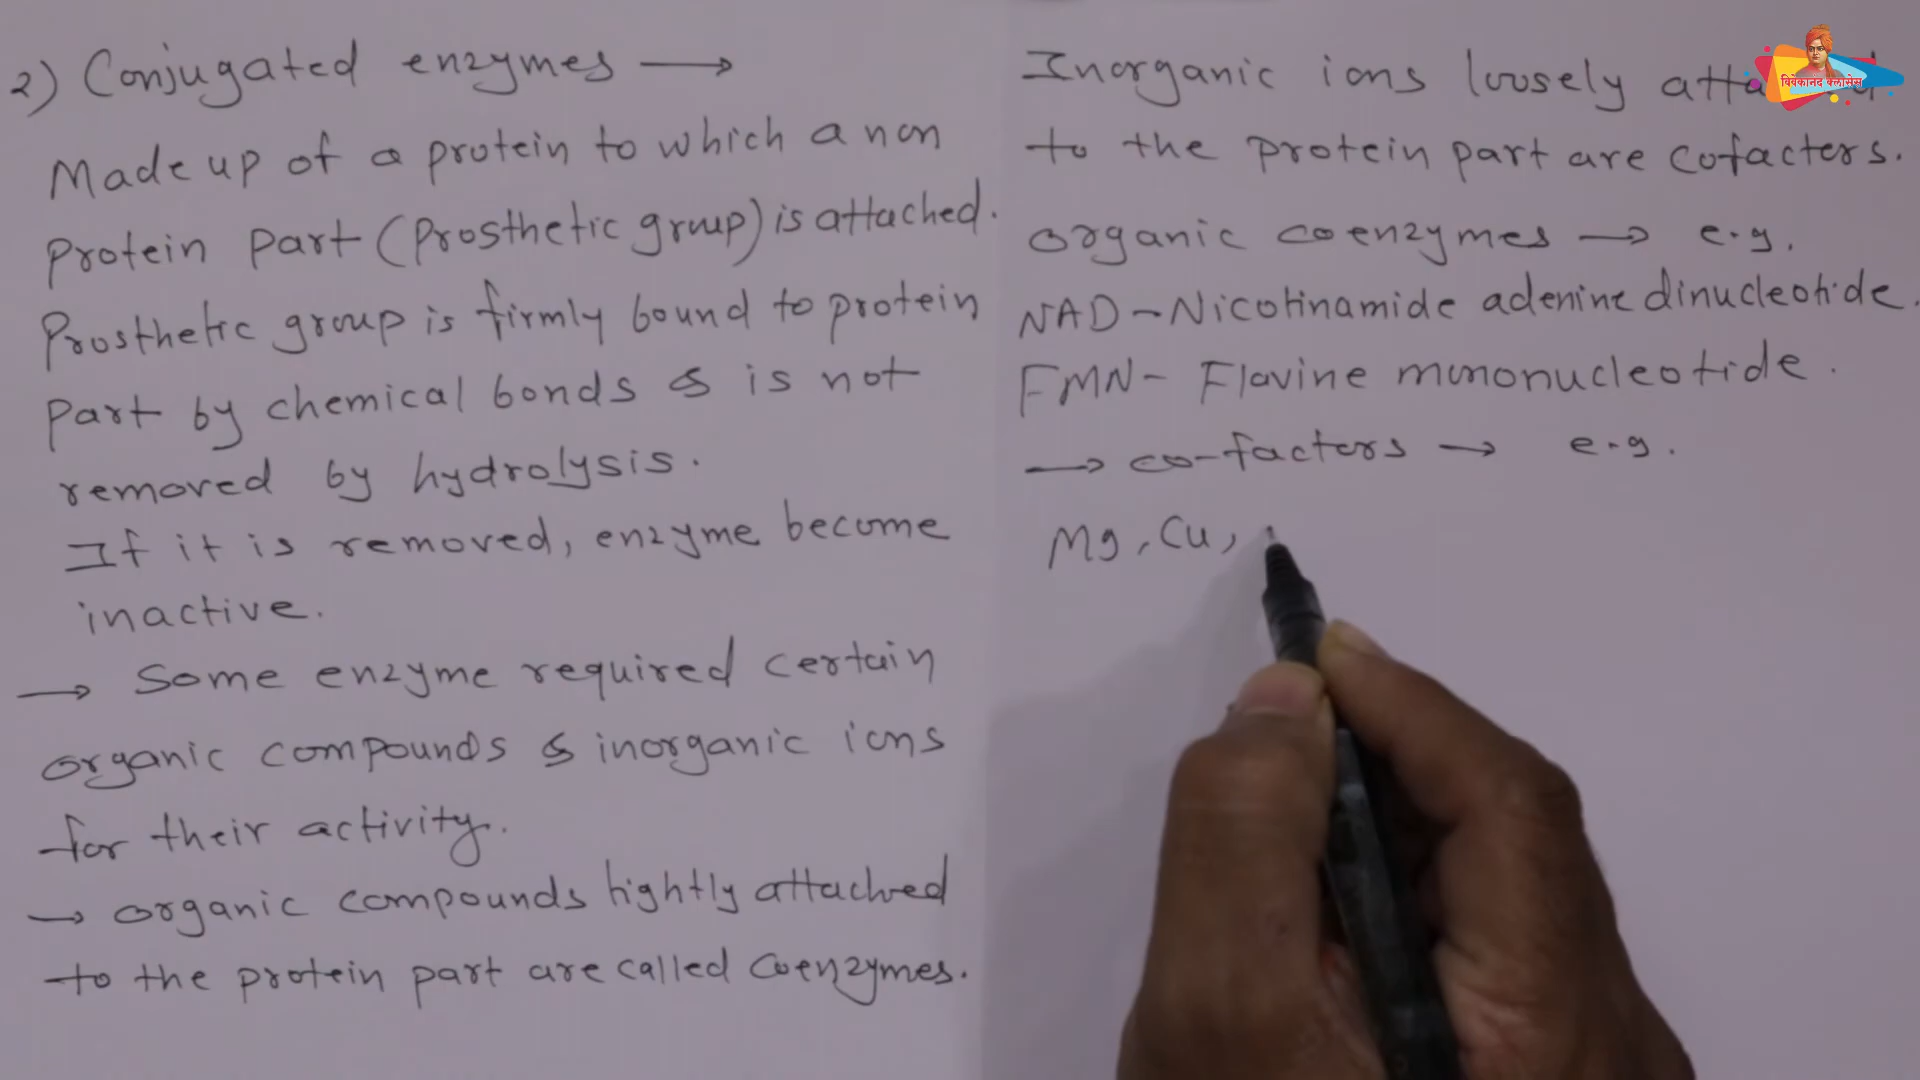 2) Conjugated enzymes →
Made up of a protein to which a non
protein part (prosthetic group) is attached.
Prosthetic group is firmly bound to protein
part by chemical bonds & is not
removed by hydrolysis.
If it is removed, enzyme become
inactive.
→ Some enzyme required certain
organic compounds & inorganic ions
for their activity.
→ organic compounds tightly attached
to the protein part are called Coenzymes.
Inorganic ions loosely
to the protein part are cofactors.
organic coenzymes → e.g.
NAD - Nicotinamide adenine dinucleotide.
FMN - Flavine mononucleotide.
→ co-factors → e.g.
Mg, Cu,
विवेकानंद क्लासेस